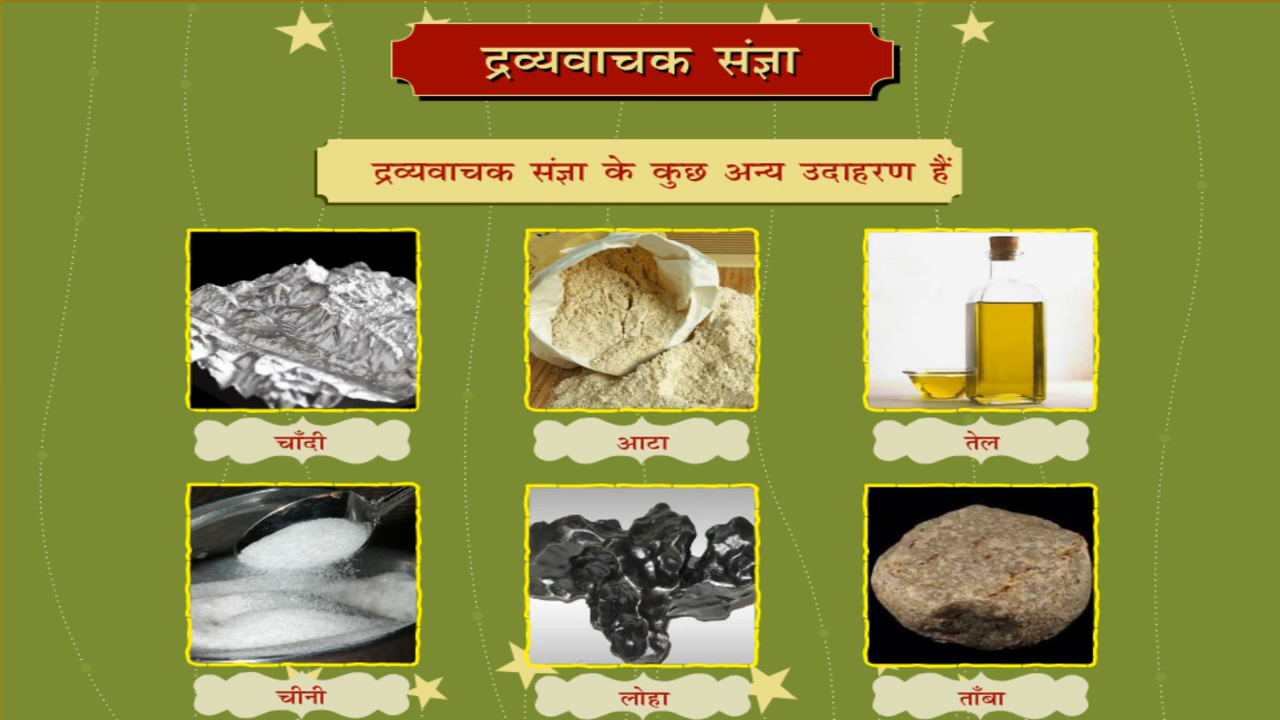 द्रव्यवाचक संज्ञा
द्रव्यवाचक संज्ञा के कुछ अन्य उदाहरण हैं
चाँदी
आटा
तेल
चीनी
लोहा
ताँबा